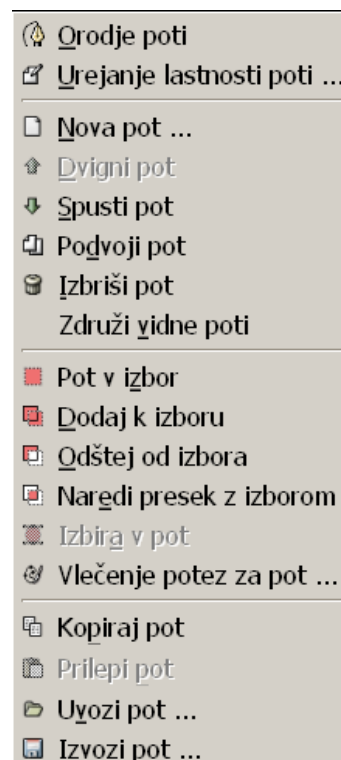 Orodje poti
Urejanje lastnosti poti ...
Nova pot ...
Dvigni pot
Spusti pot
Podvoji pot
Izbriši pot
Združi vidne poti
Pot v izbor
Dodaj k izboru
Odštej od izbora
Naredi presek z izborom
Izbira v pot
Vlečenje potez za pot ...
Kopiraj pot
Prilepi pot
Uvozi pot ...
Izvozi pot ...